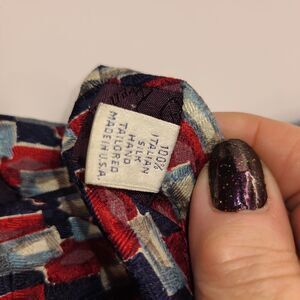 100%
ITALIAN
SILK
HAND
TAILORED
MADE IN U.S.A.